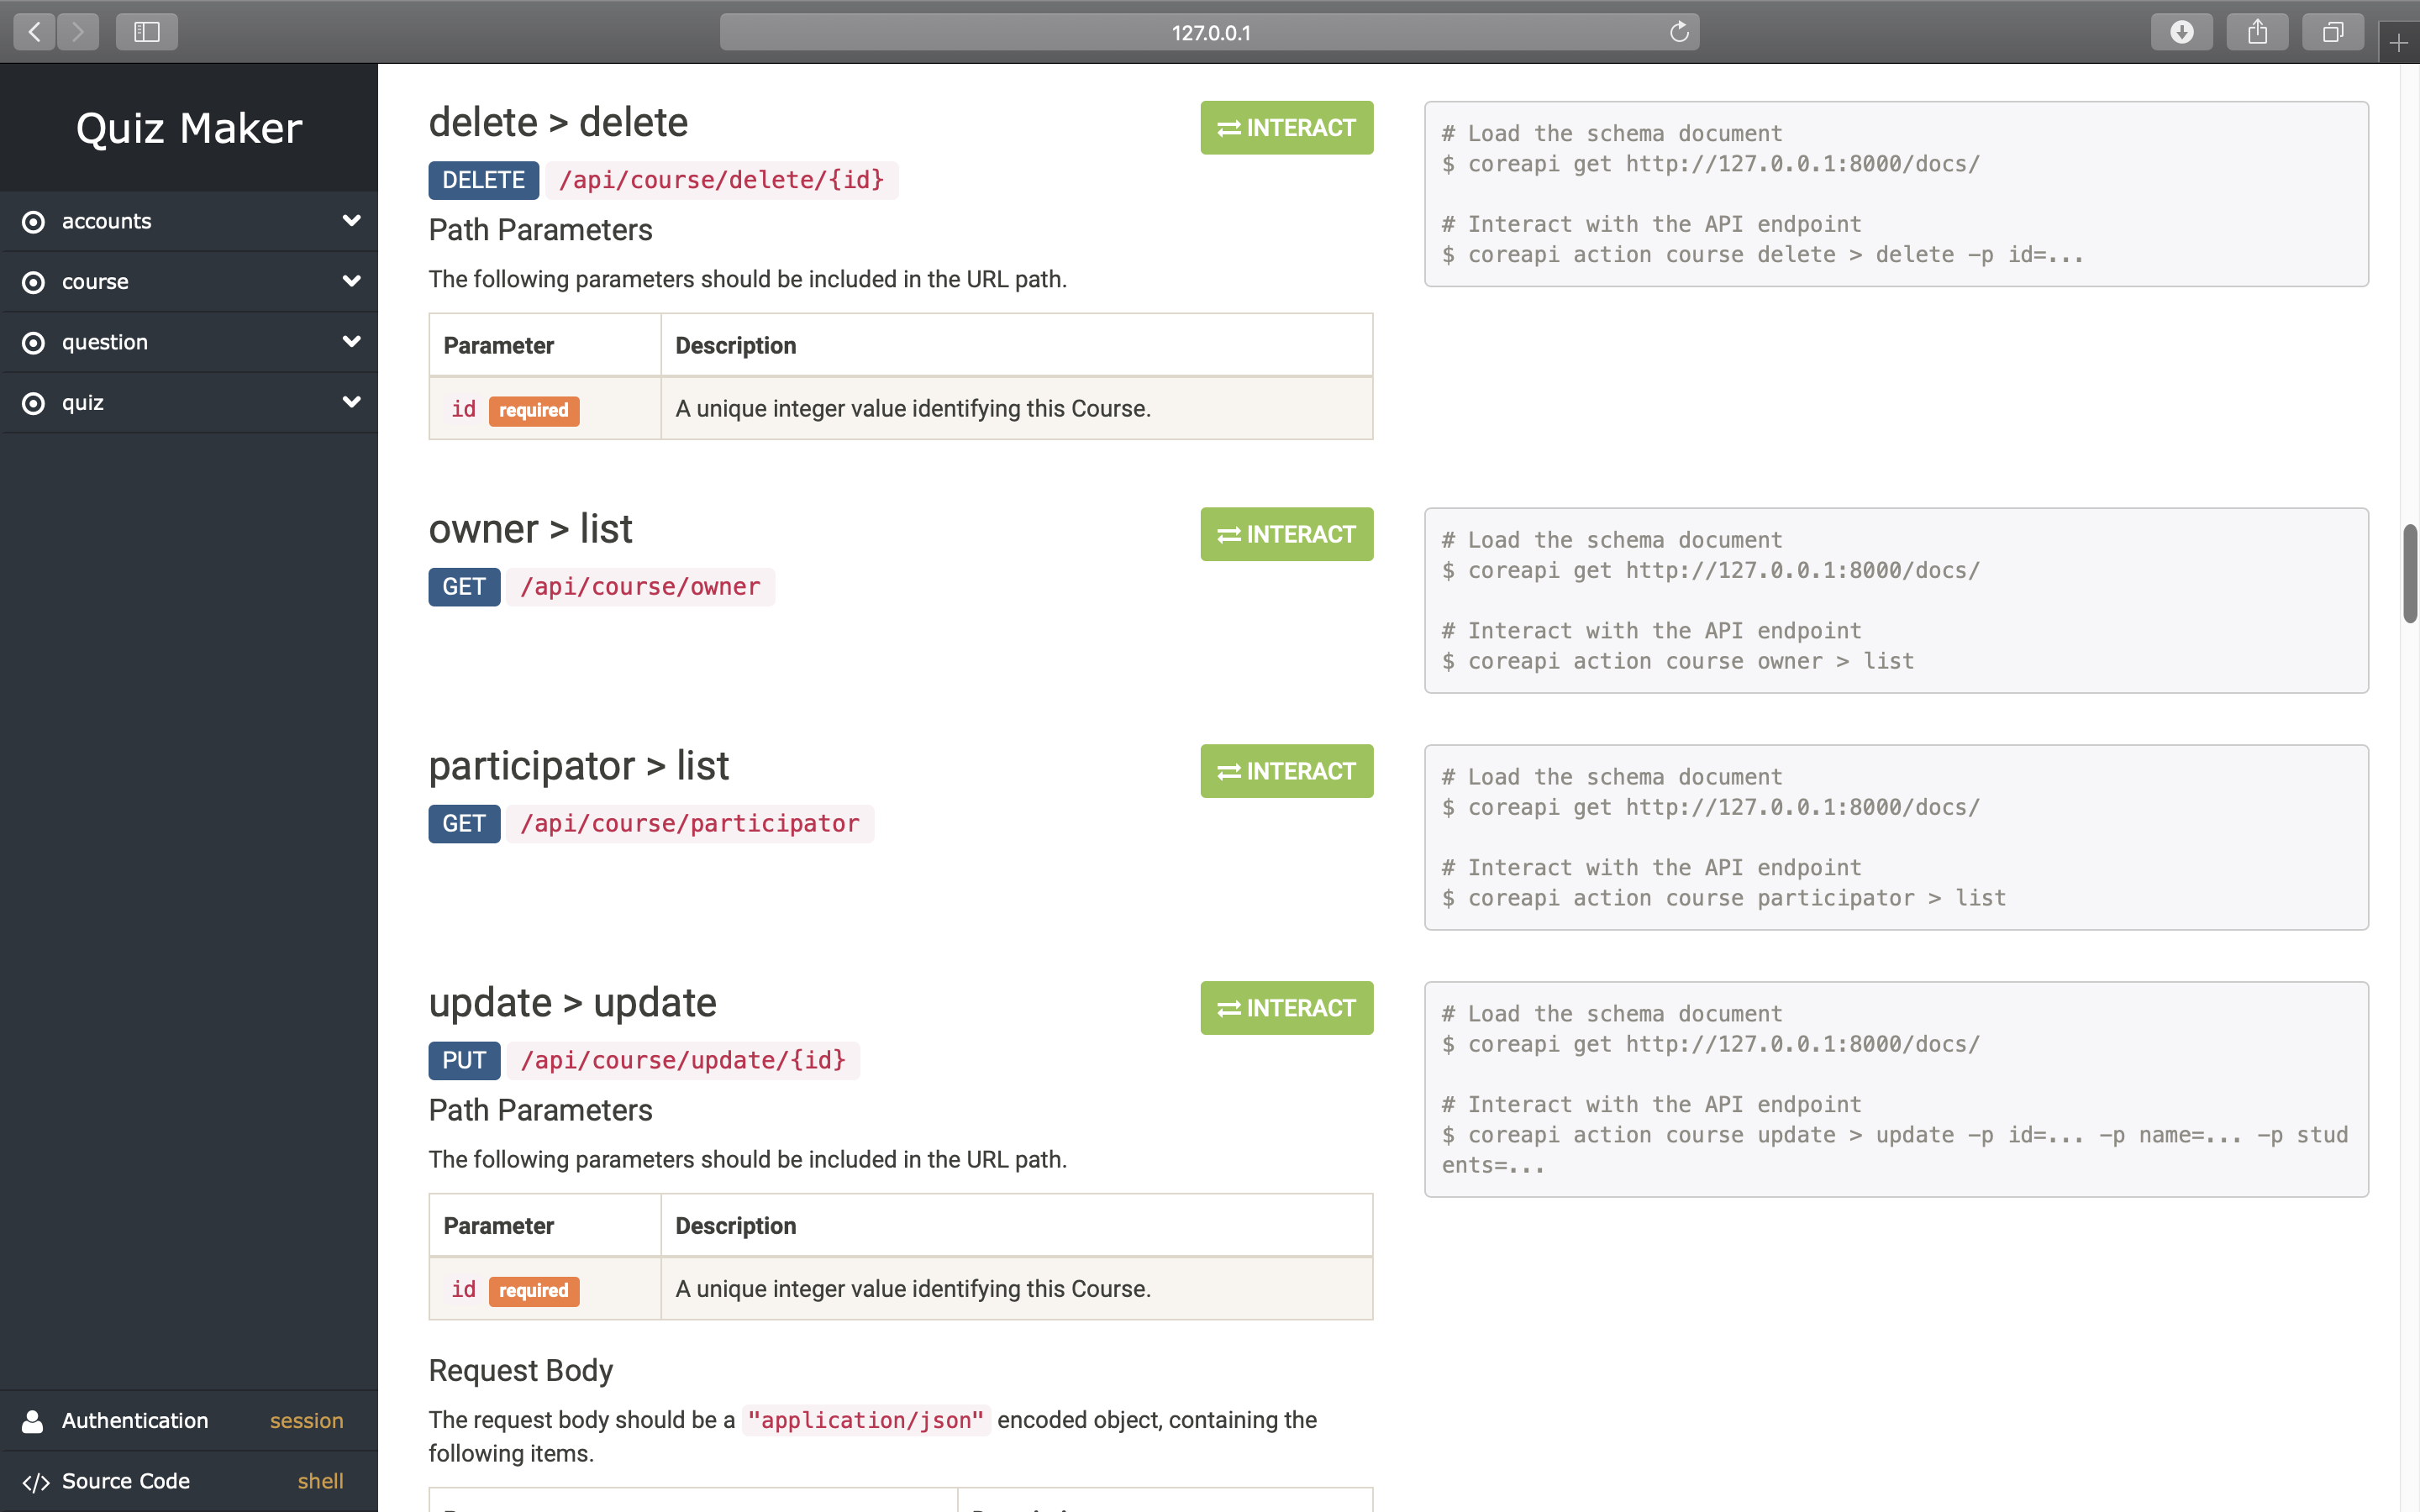 127.0.0.1
Quiz Maker
accounts
course
question
quiz
Authentication session
</> Source Code shell
delete > delete
INTERACT
DELETE /api/course/delete/{id}
Path Parameters
The following parameters should be included in the URL path.
Parameter Description
id required A unique integer value identifying this Course.
# Load the schema document
$ coreapi get http://127.0.0.1:8000/docs/
# Interact with the API endpoint
$ coreapi action course delete > delete -p id=...
owner > list
INTERACT
GET /api/course/owner
# Load the schema document
$ coreapi get http://127.0.0.1:8000/docs/
# Interact with the API endpoint
$ coreapi action course owner > list
participator > list
INTERACT
GET /api/course/participator
# Load the schema document
$ coreapi get http://127.0.0.1:8000/docs/
# Interact with the API endpoint
$ coreapi action course participator > list
update > update
INTERACT
PUT /api/course/update/{id}
Path Parameters
The following parameters should be included in the URL path.
Parameter Description
id required A unique integer value identifying this Course.
Request Body
The request body should be a "application/json" encoded object, containing the
following items.
# Load the schema document
$ coreapi get http://127.0.0.1:8000/docs/
# Interact with the API endpoint
$ coreapi action course update > update -p id=... -p name=... -p stud
ents=...